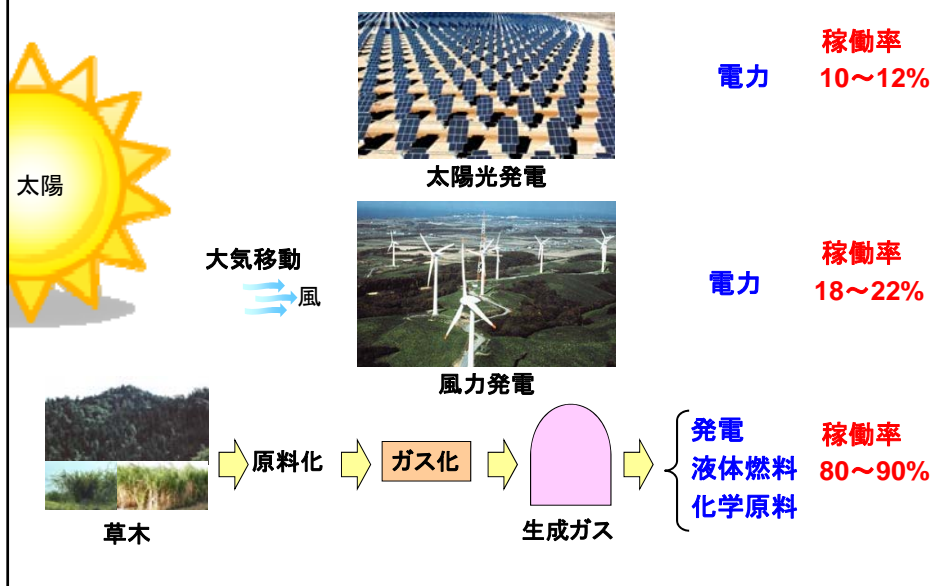 太陽
太陽光発電
電力
稼働率
10～12%
大気移動
風
風力発電
電力
稼働率
18～22%
草木
原料化
ガス化
生成ガス
発電
液体燃料
化学原料
稼働率
80～90%